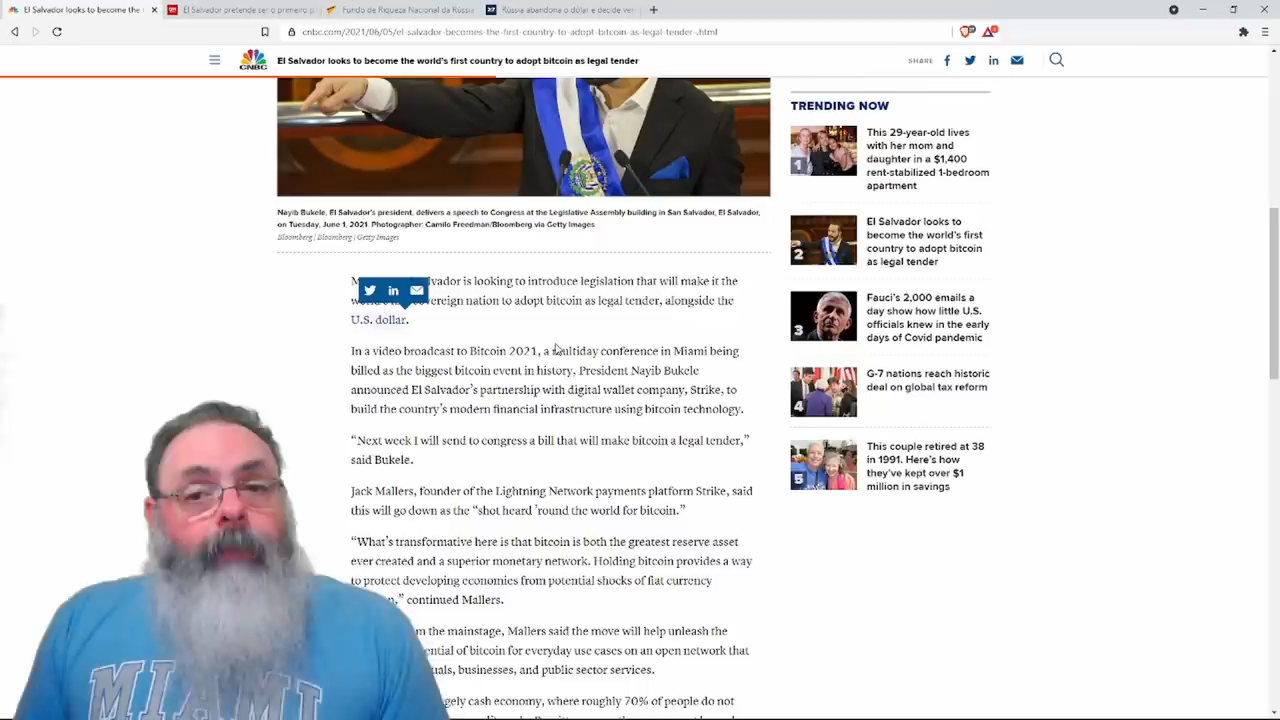 El Salvador looks to become the
El Salvador pretende ser o primeiro p
Fundo de Riqueza Nacional da Rússia
Rússia abandona o dólar e decide ver
cnbc.com/2021/06/05/el-salvador-becomes-the-first-country-to-adopt-bitcoin-as-legal-tender-.html
CNBC
El Salvador looks to become the world's first country to adopt bitcoin as legal tender
SHARE
Nayib Bukele, El Salvador's president, delivers a speech to Congress at the Legislative Assembly building in San Salvador, El Salvador,
on Tuesday, June 1, 2021. Photographer: Camilo Freedman/Bloomberg via Getty Images
Bloomberg | Bloomberg | Getty Images
lvador is looking to introduce legislation that will make it the
vereign nation to adopt bitcoin as legal tender, alongside the
U.S. dollar.
In a video broadcast to Bitcoin 2021, a multiday conference in Miami being
billed as the biggest bitcoin event in history, President Nayib Bukele
announced El Salvador's partnership with digital wallet company, Strike, to
build the country's modern financial infrastructure using bitcoin technology.
“Next week I will send to congress a bill that will make bitcoin a legal tender,”
said Bukele.
Jack Mallers, founder of the Lightning Network payments platform Strike, said
this will go down as the “shot heard 'round the world for bitcoin.”
“What's transformative here is that bitcoin is both the greatest reserve asset
ever created and a superior monetary network. Holding bitcoin provides a way
to protect developing economies from potential shocks of fiat currency
n,” continued Mallers.
m the mainstage, Mallers said the move will help unleash the
ential of bitcoin for everyday use cases on an open network that
uals, businesses, and public sector services.
gely cash economy, where roughly 70% of people do not
TRENDING NOW
1
This 29-year-old lives
with her mom and
daughter in a $1,400
rent-stabilized 1-bedroom
apartment
2
El Salvador looks to
become the world's first
country to adopt bitcoin
as legal tender
3
Fauci's 2,000 emails a
day show how little U.S.
officials knew in the early
days of Covid pandemic
4
G-7 nations reach historic
deal on global tax reform
5
This couple retired at 38
in 1991. Here's how
they've kept over $1
million in savings
MIAMI